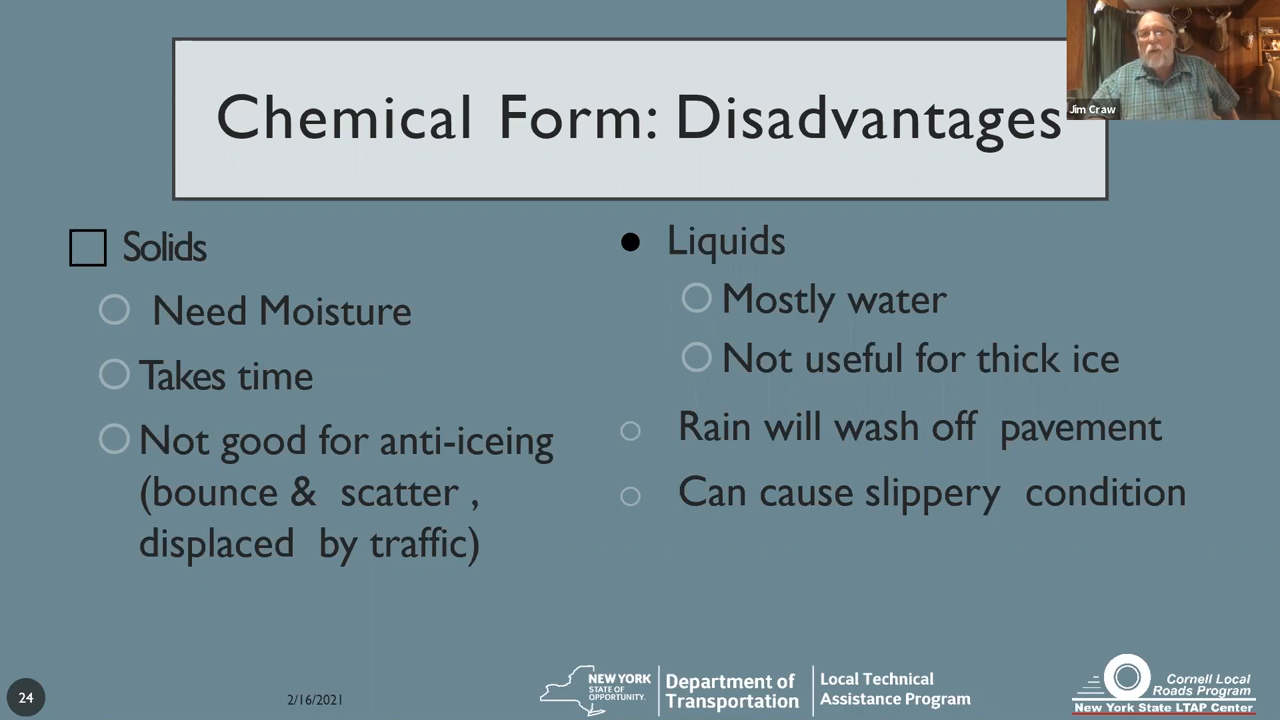 Chemical Form: Disadvantages
Jim Craw
Solids
Need Moisture
Takes time
Not good for anti-iceing
(bounce & scatter ,
displaced by traffic)
Liquids
Mostly water
Not useful for thick ice
Rain will wash off pavement
Can cause slippery condition
24
2/16/2021
NEW YORK
STATE OF
OPPORTUNITY.
Department of
Transportation
Local Technical
Assistance Program
Cornell Local
Roads Program
New York State LTAP Center